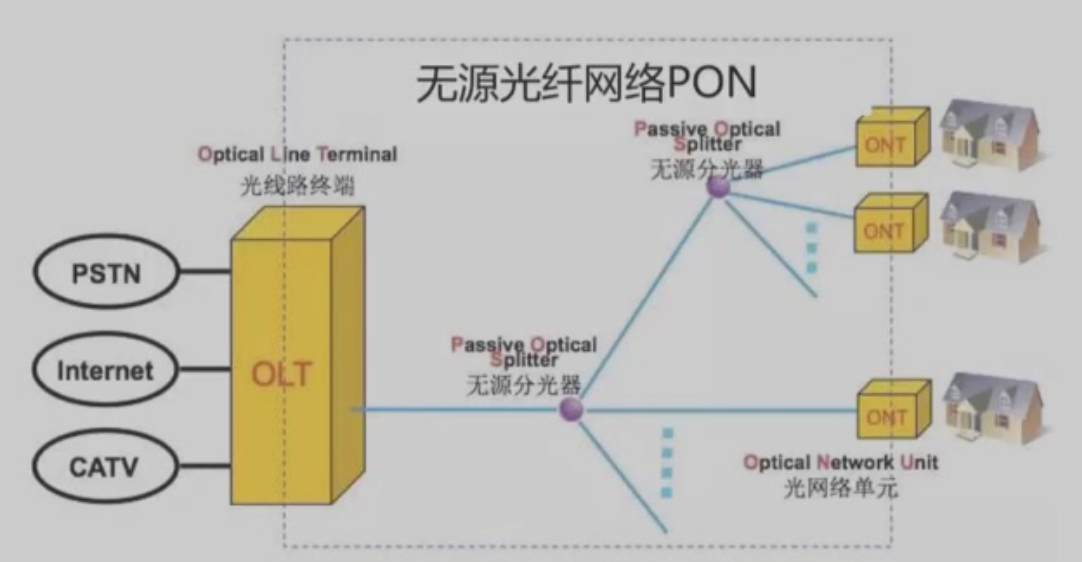 无源光纤网络PON
Passive Optical
Splitter
无源分光器
ONT
Optical Line Terminal
光线路终端
ONT
PSTN
Internet
OLT
CATV
Passive Optical
Splitter
无源分光器
ONT
Optical Network Unit
光网络单元